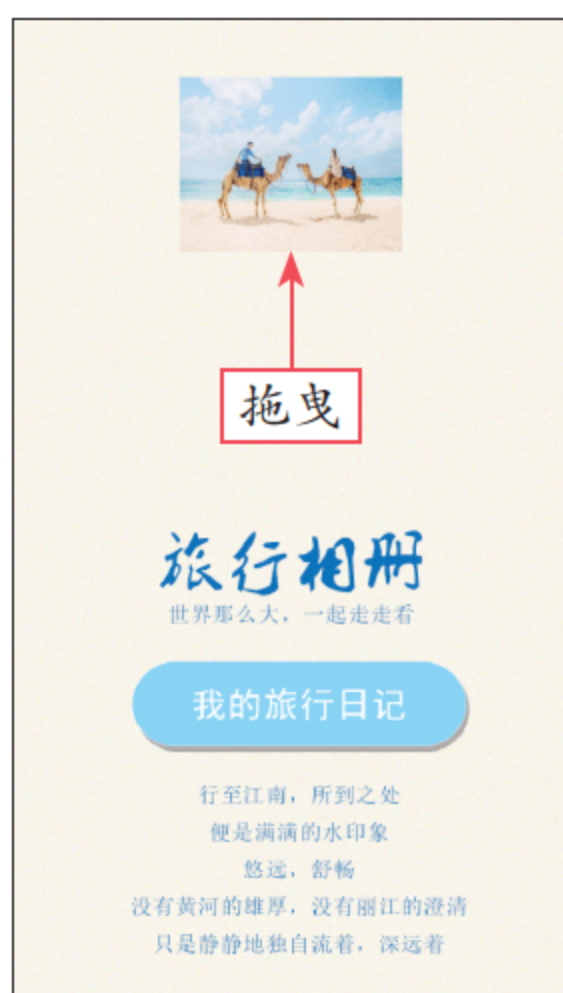 拖曳
旅行相册
世界那么大，一起走走看
我的旅行日记
行至江南，所到之处
便是满满的水印象
悠远，舒畅
没有黄河的雄厚，没有丽江的澄清
只是静静地独自流着，深远着